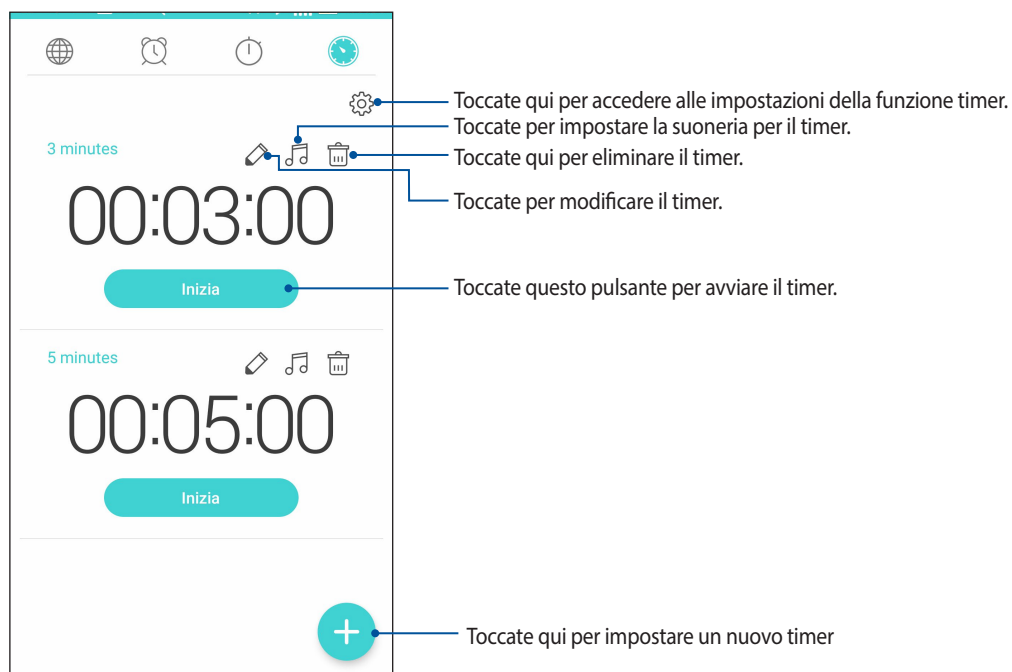 Toccate qui per accedere alle impostazioni della funzione timer.
Toccate per impostare la suoneria per il timer.
3 minutes
Toccate qui per eliminare il timer.
Toccate per modificare il timer.
00:03:00
Inizia
Toccate questo pulsante per avviare il timer.
5 minutes
00:05:00
Inizia
Toccate qui per impostare un nuovo timer